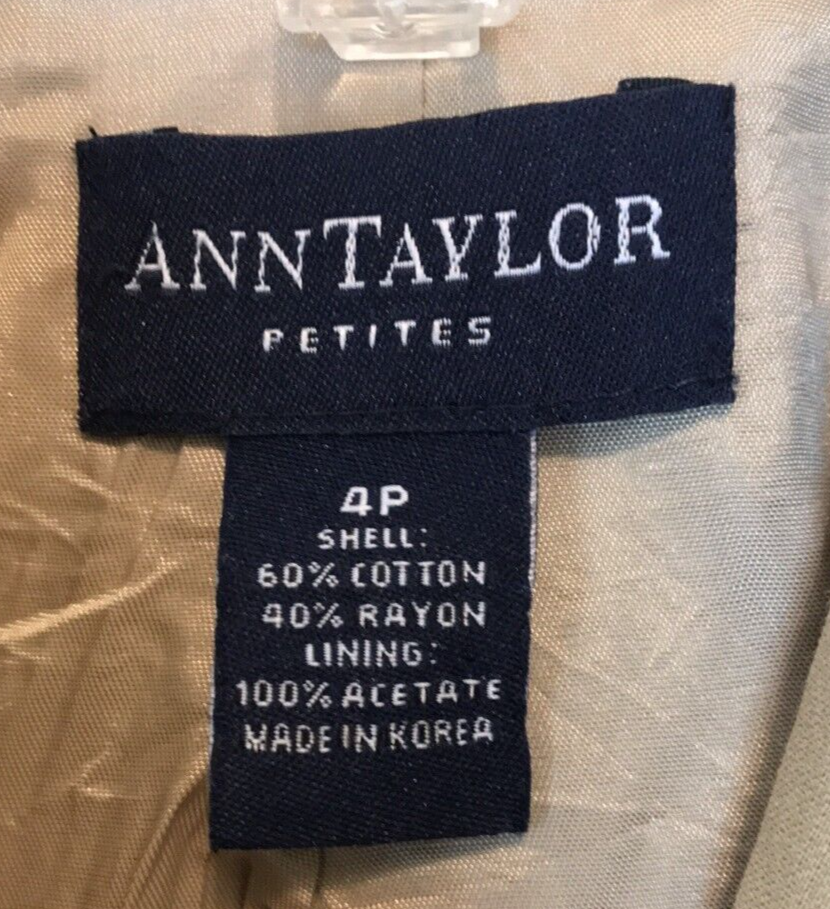 ANNTAYLOR
PETITES
4P
SHELL:
60% COTTON
40% RAYON
LINING:
100% ACETATE
MADE IN KOREA